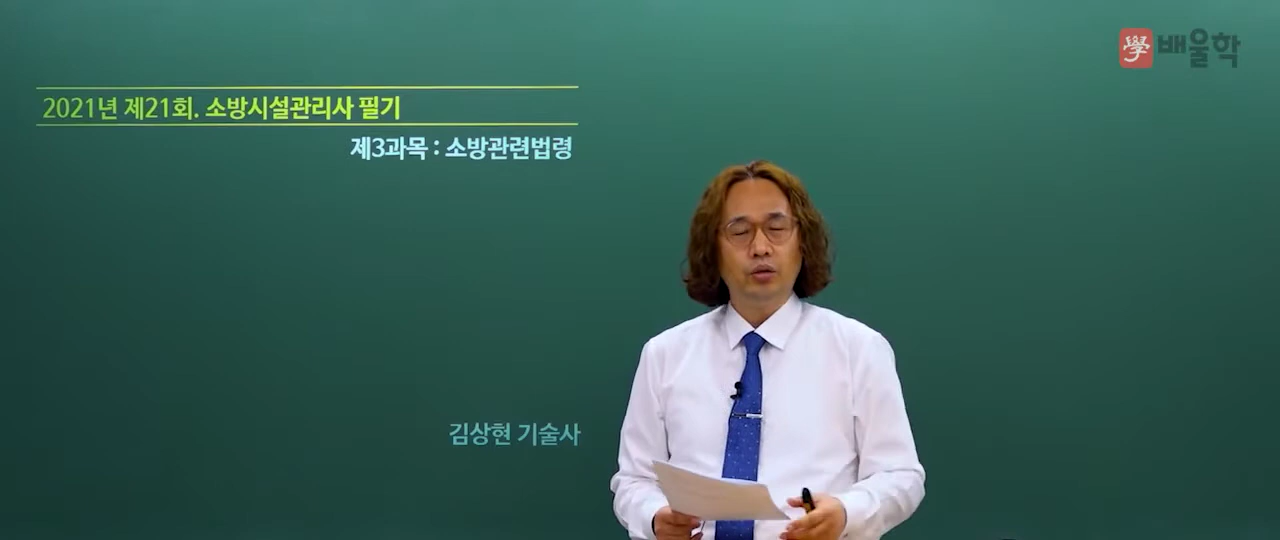 學 배울학
2021년 제21회. 소방시설관리사 필기
제3과목 : 소방관련법령
김상현 기술사